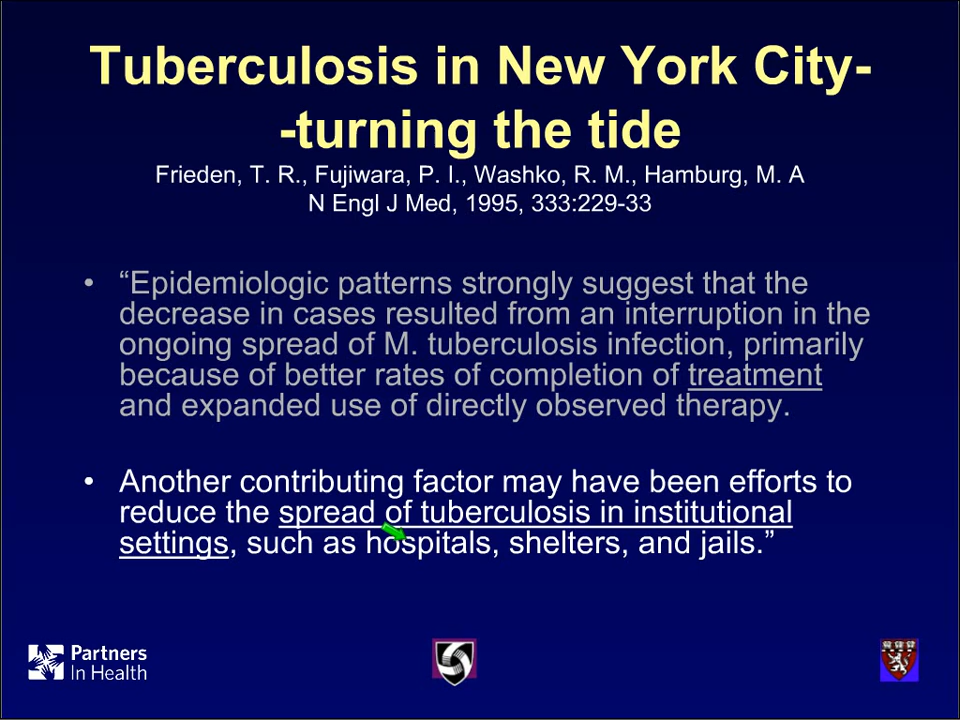 Tuberculosis in New York City-
-turning the tide
Frieden, T. R., Fujiwara, P. I., Washko, R. M., Hamburg, M. A
N Engl J Med, 1995, 333:229-33
• “Epidemiologic patterns strongly suggest that the
decrease in cases resulted from an interruption in the
ongoing spread of M. tuberculosis infection, primarily
because of better rates of completion of treatment
and expanded use of directly observed therapy.
• Another contributing factor may have been efforts to
reduce the spread of tuberculosis in institutional
settings, such as hospitals, shelters, and jails.”
Partners
In Health